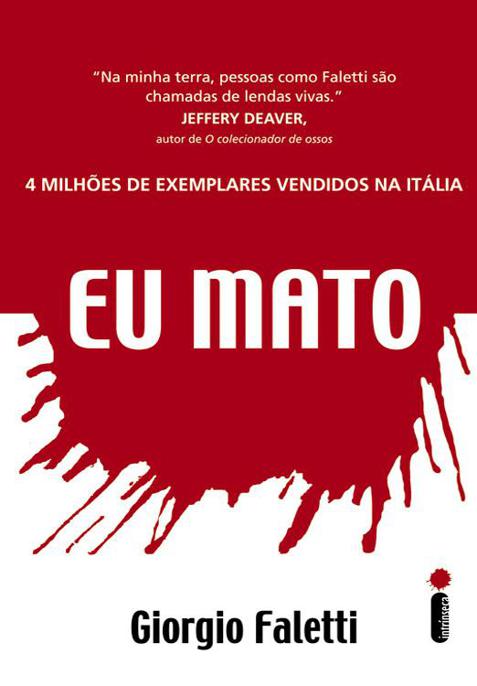 “Na minha terra, pessoas como Faletti são
chamadas de lendas vivas.”
JEFFERY DEAVER,
autor de O colecionador de ossos
4 MILHÕES DE EXEMPLARES VENDIDOS NA ITÁLIA
EU MATO
Giorgio Faletti
intrínseca